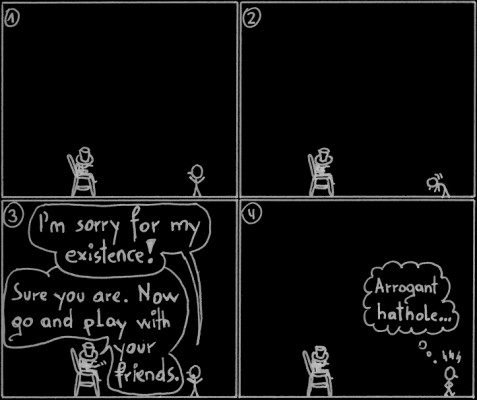 1
2
3
I'm sorry for my
existence!
Sure you are. Now
go and play with
your
friends.
4
Arrogant
hathole...